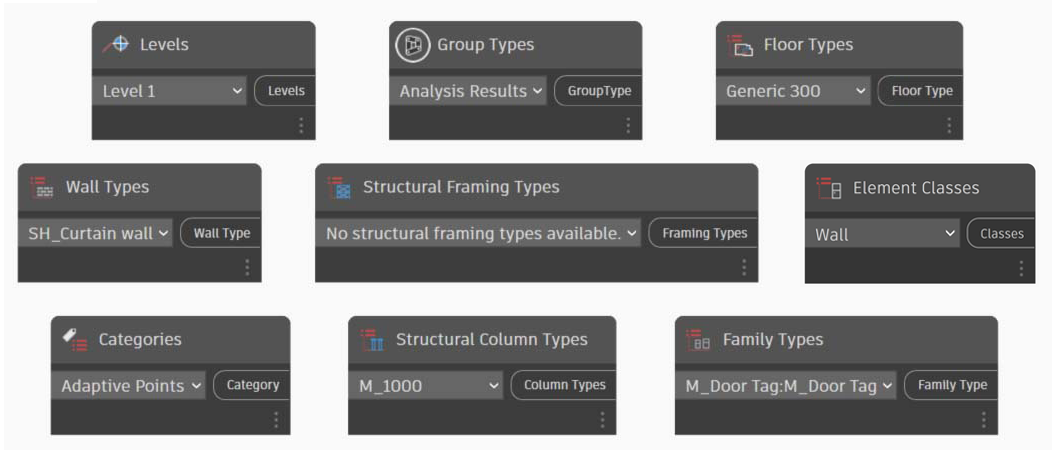 Levels
Level 1
Levels
Group Types
Analysis Results
GroupType
Floor Types
Generic 300
Floor Type
Wall Types
SH_Curtain wall
Wall Type
Structural Framing Types
No structural framing types available.
Framing Types
Element Classes
Wall
Classes
Categories
Adaptive Points
Category
Structural Column Types
M_1000
Column Types
Family Types
M_Door Tag:M_Door Tag
Family Type